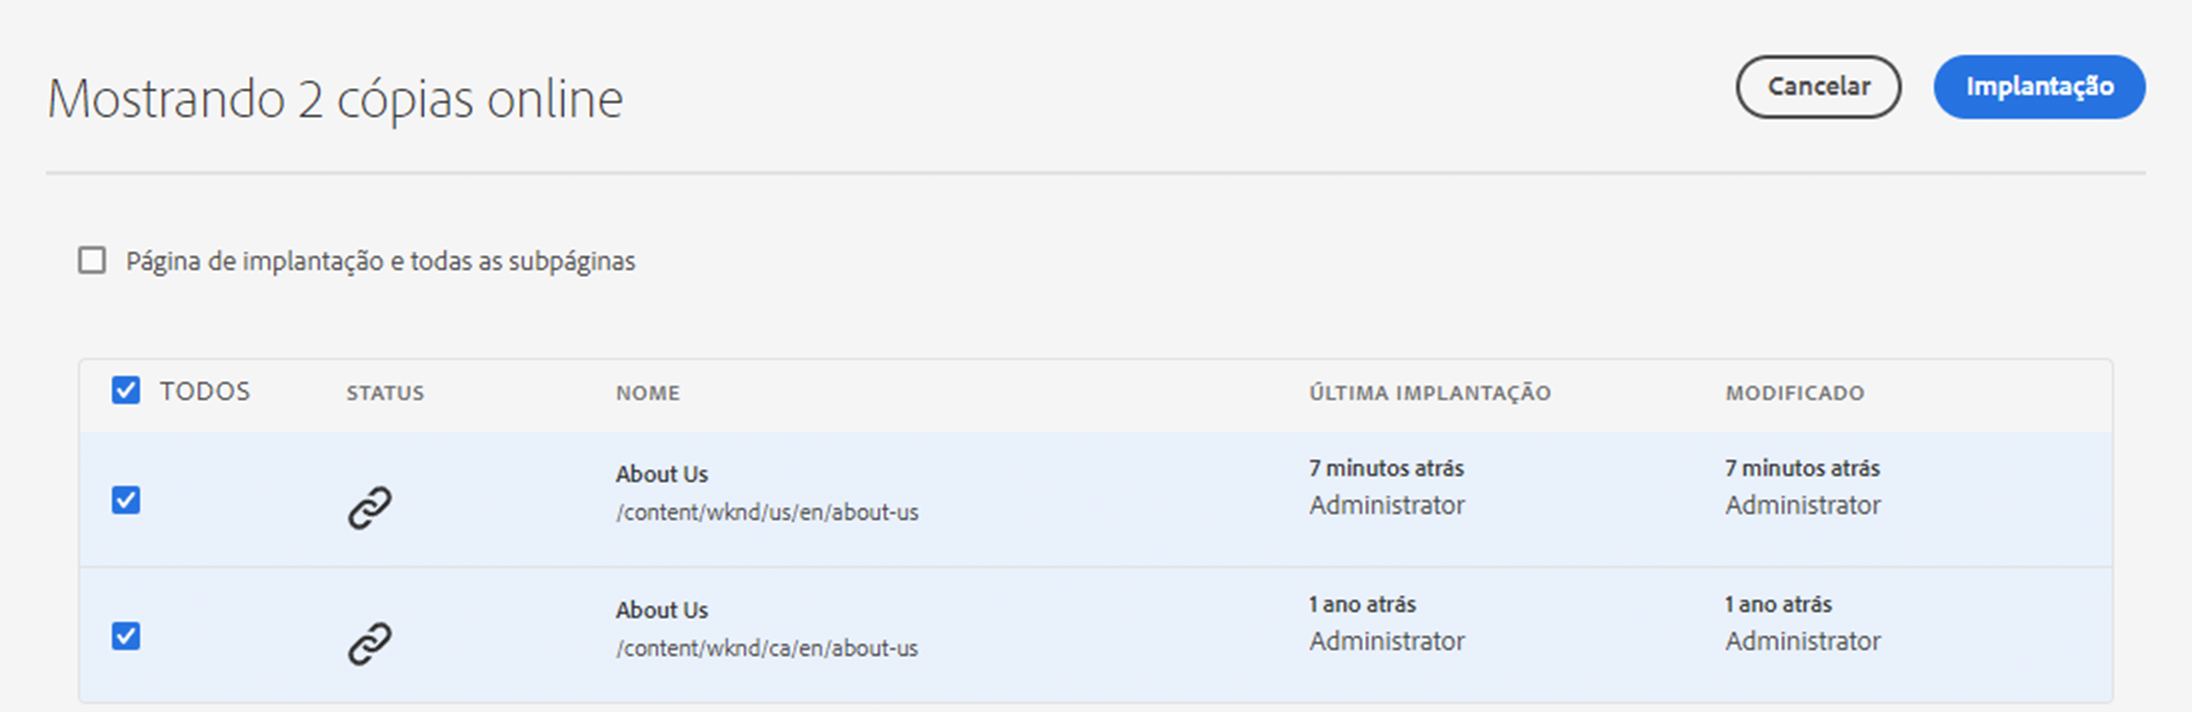 Mostrando 2 cópias online
Cancelar
Implantação
Página de implantação e todas as subpáginas
TODOS STATUS NOME ÚLTIMA IMPLANTAÇÃO MODIFICADO
About Us 7 minutos atrás 7 minutos atrás
/content/wknd/us/en/about-us Administrator Administrator
About Us 1 ano atrás 1 ano atrás
/content/wknd/ca/en/about-us Administrator Administrator